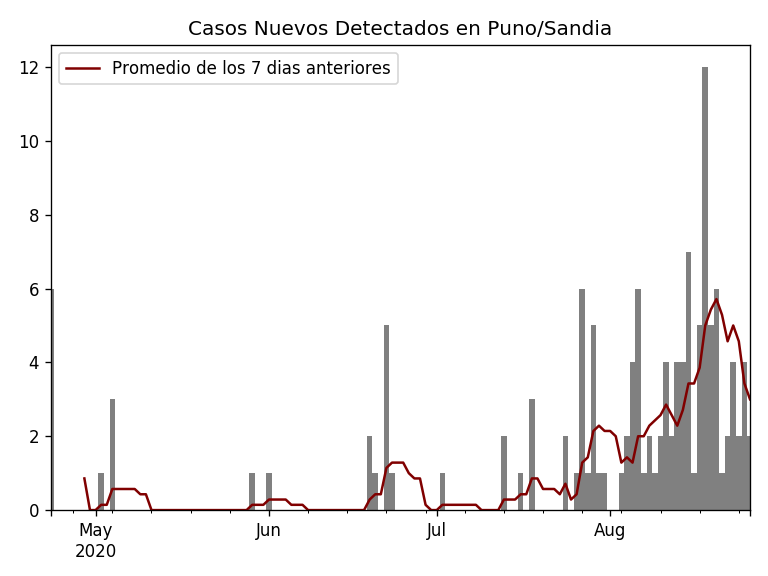 Casos Nuevos Detectados en Puno/Sandia
Promedio de los 7 dias anteriores
12
10
8
6
4
2
0
May
2020
Jun
Jul
Aug